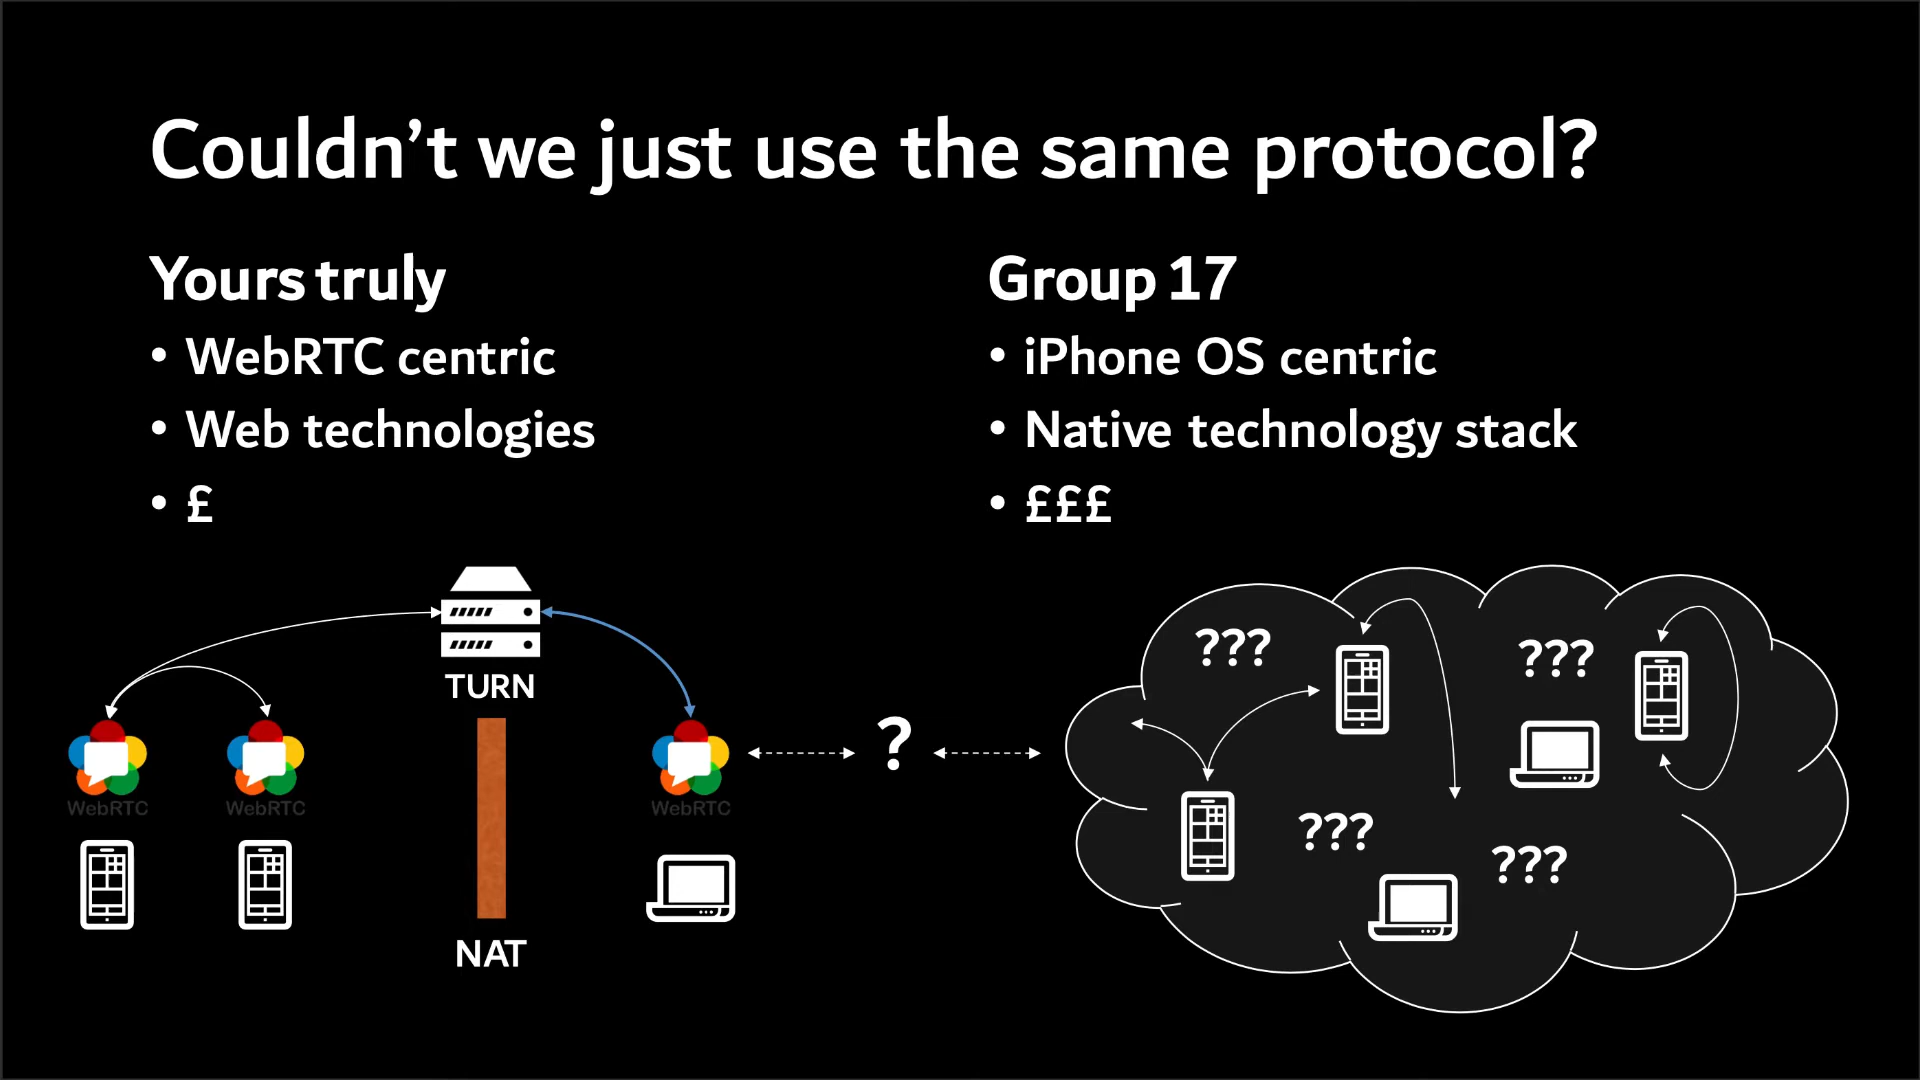 Couldn’t we just use the same protocol?
Yours truly
• WebRTC centric
• Web technologies
• £
Group 17
• iPhone OS centric
• Native technology stack
• £££
TURN
NAT
WebRTC
WebRTC
WebRTC
?
???
???
???
???